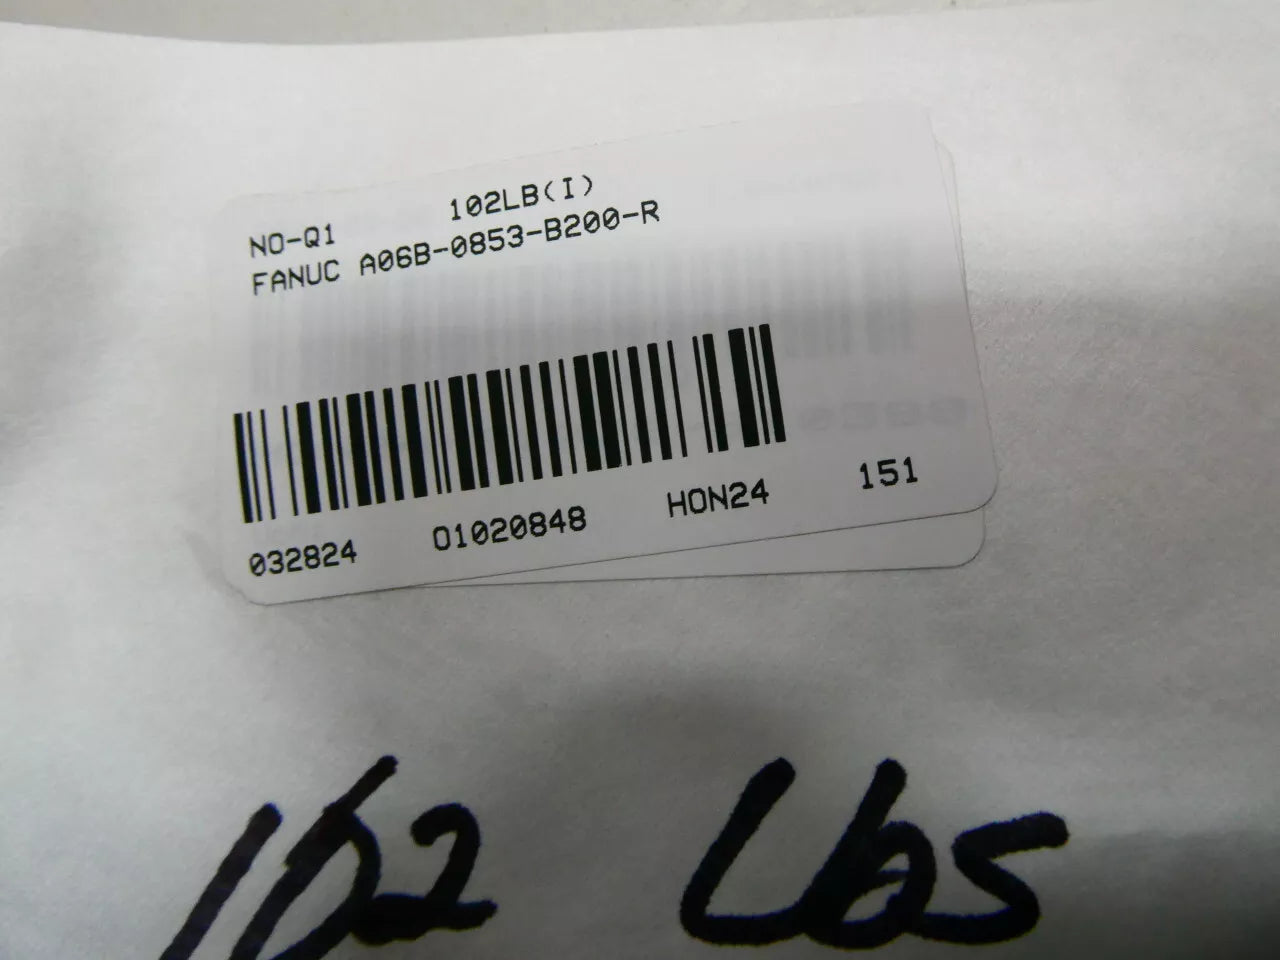 NO-Q1 102LB(I)
FANUC A06B-0853-B200-R
032824 01020848 HON24 151
102 Lbs